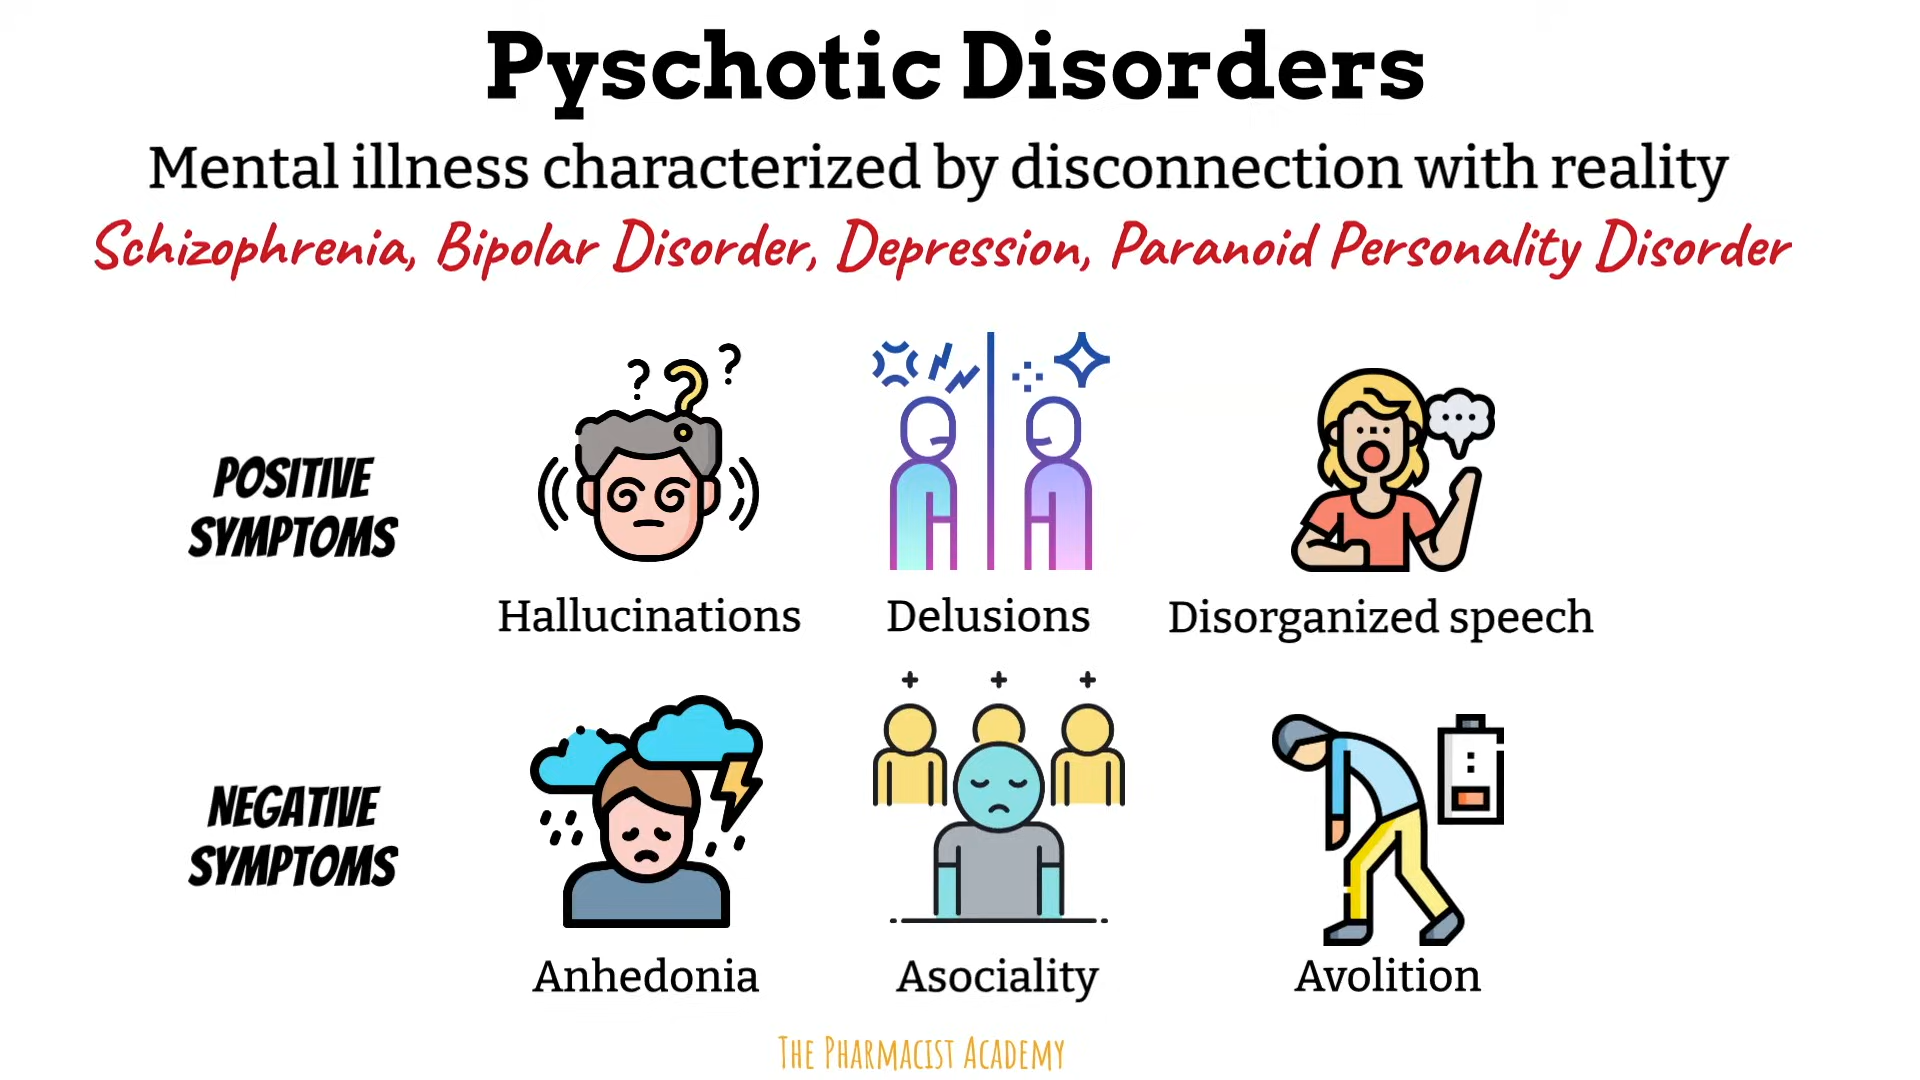 Pyschotic Disorders
Mental illness characterized by disconnection with reality
Schizophrenia, Bipolar Disorder, Depression, Paranoid Personality Disorder
POSITIVE
SYMPTOMS
Hallucinations
Delusions
Disorganized speech
NEGATIVE
SYMPTOMS
Anhedonia
Asociality
Avolition
THE PHARMACIST ACADEMY